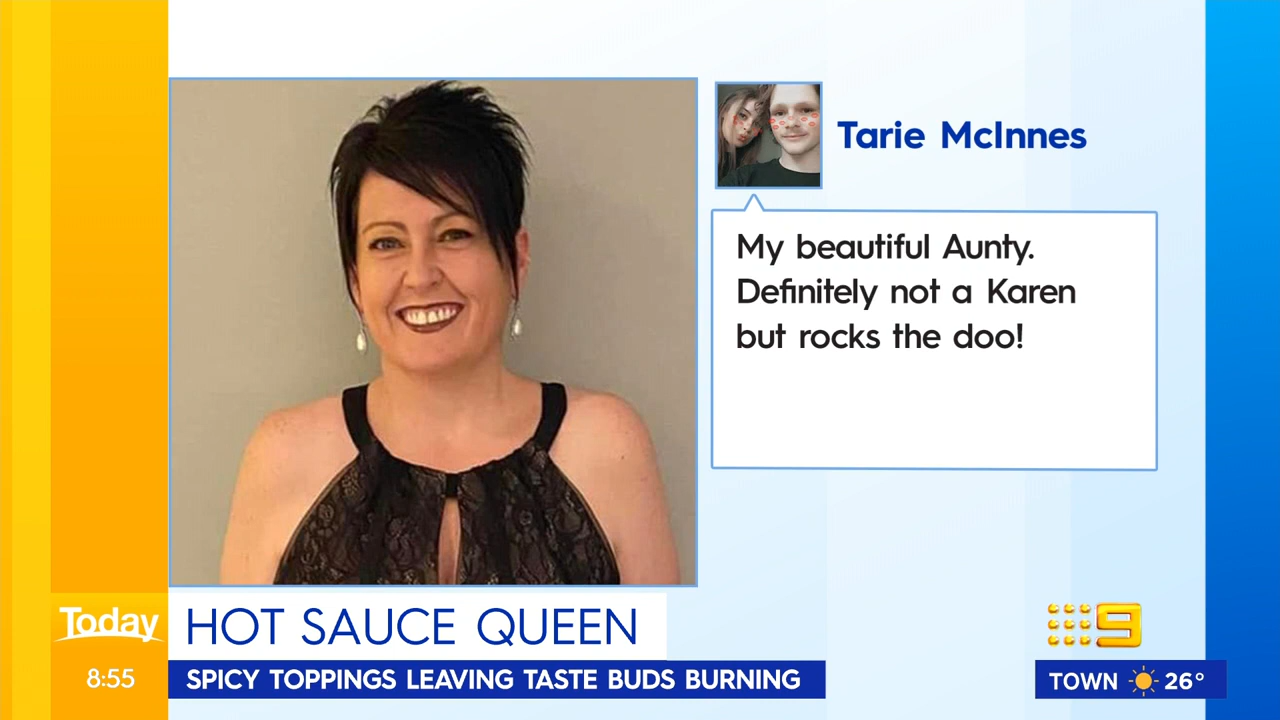 Tarie McInnes
My beautiful Aunty.
Definitely not a Karen
but rocks the doo!
Today
HOT SAUCE QUEEN
9
8:55
SPICY TOPPINGS LEAVING TASTE BUDS BURNING
TOWN 26°